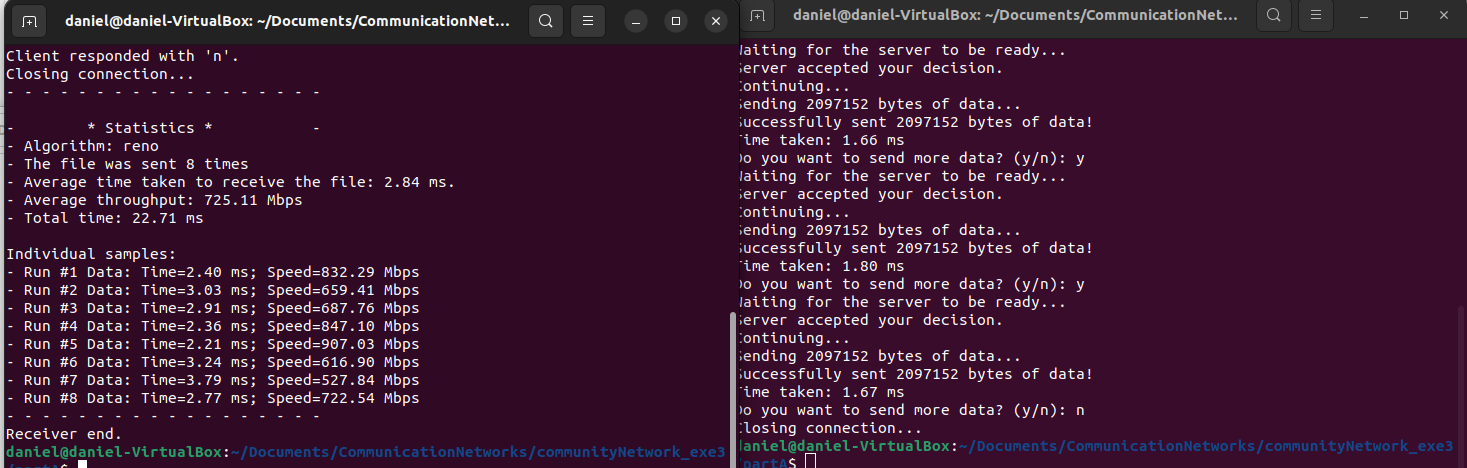 daniel@daniel-VirtualBox: ~/Documents/CommunicationNet...
Client responded with 'n'.
Closing connection...
- - - - - - - - - - - - - - - - - -
-        * Statistics *           -
- Algorithm: reno
- The file was sent 8 times
- Average time taken to receive the file: 2.84 ms.
- Average throughput: 725.11 Mbps
- Total time: 22.71 ms
Individual samples:
- Run #1 Data: Time=2.40 ms; Speed=832.29 Mbps
- Run #2 Data: Time=3.03 ms; Speed=659.41 Mbps
- Run #3 Data: Time=2.91 ms; Speed=687.76 Mbps
- Run #4 Data: Time=2.36 ms; Speed=847.10 Mbps
- Run #5 Data: Time=2.21 ms; Speed=907.03 Mbps
- Run #6 Data: Time=3.24 ms; Speed=616.90 Mbps
- Run #7 Data: Time=3.79 ms; Speed=527.84 Mbps
- Run #8 Data: Time=2.77 ms; Speed=722.54 Mbps
- - - - - - - - - - - - - - - - - -
Receiver end.
daniel@daniel-VirtualBox:~/Documents/CommunicationNetworks/communityNetwork_exe3
/partA$
daniel@daniel-VirtualBox: ~/Documents/CommunicationNet...
Waiting for the server to be ready...
Server accepted your decision.
Continuing...
Sending 2097152 bytes of data...
Successfully sent 2097152 bytes of data!
Time taken: 1.66 ms
Do you want to send more data? (y/n): y
Waiting for the server to be ready...
Server accepted your decision.
Continuing...
Sending 2097152 bytes of data...
Successfully sent 2097152 bytes of data!
Time taken: 1.80 ms
Do you want to send more data? (y/n): y
Waiting for the server to be ready...
Server accepted your decision.
Continuing...
Sending 2097152 bytes of data...
Successfully sent 2097152 bytes of data!
Time taken: 1.67 ms
Do you want to send more data? (y/n): n
Closing connection...
daniel@daniel-VirtualBox:~/Documents/CommunicationNetworks/communityNetwork_exe3
/partA$